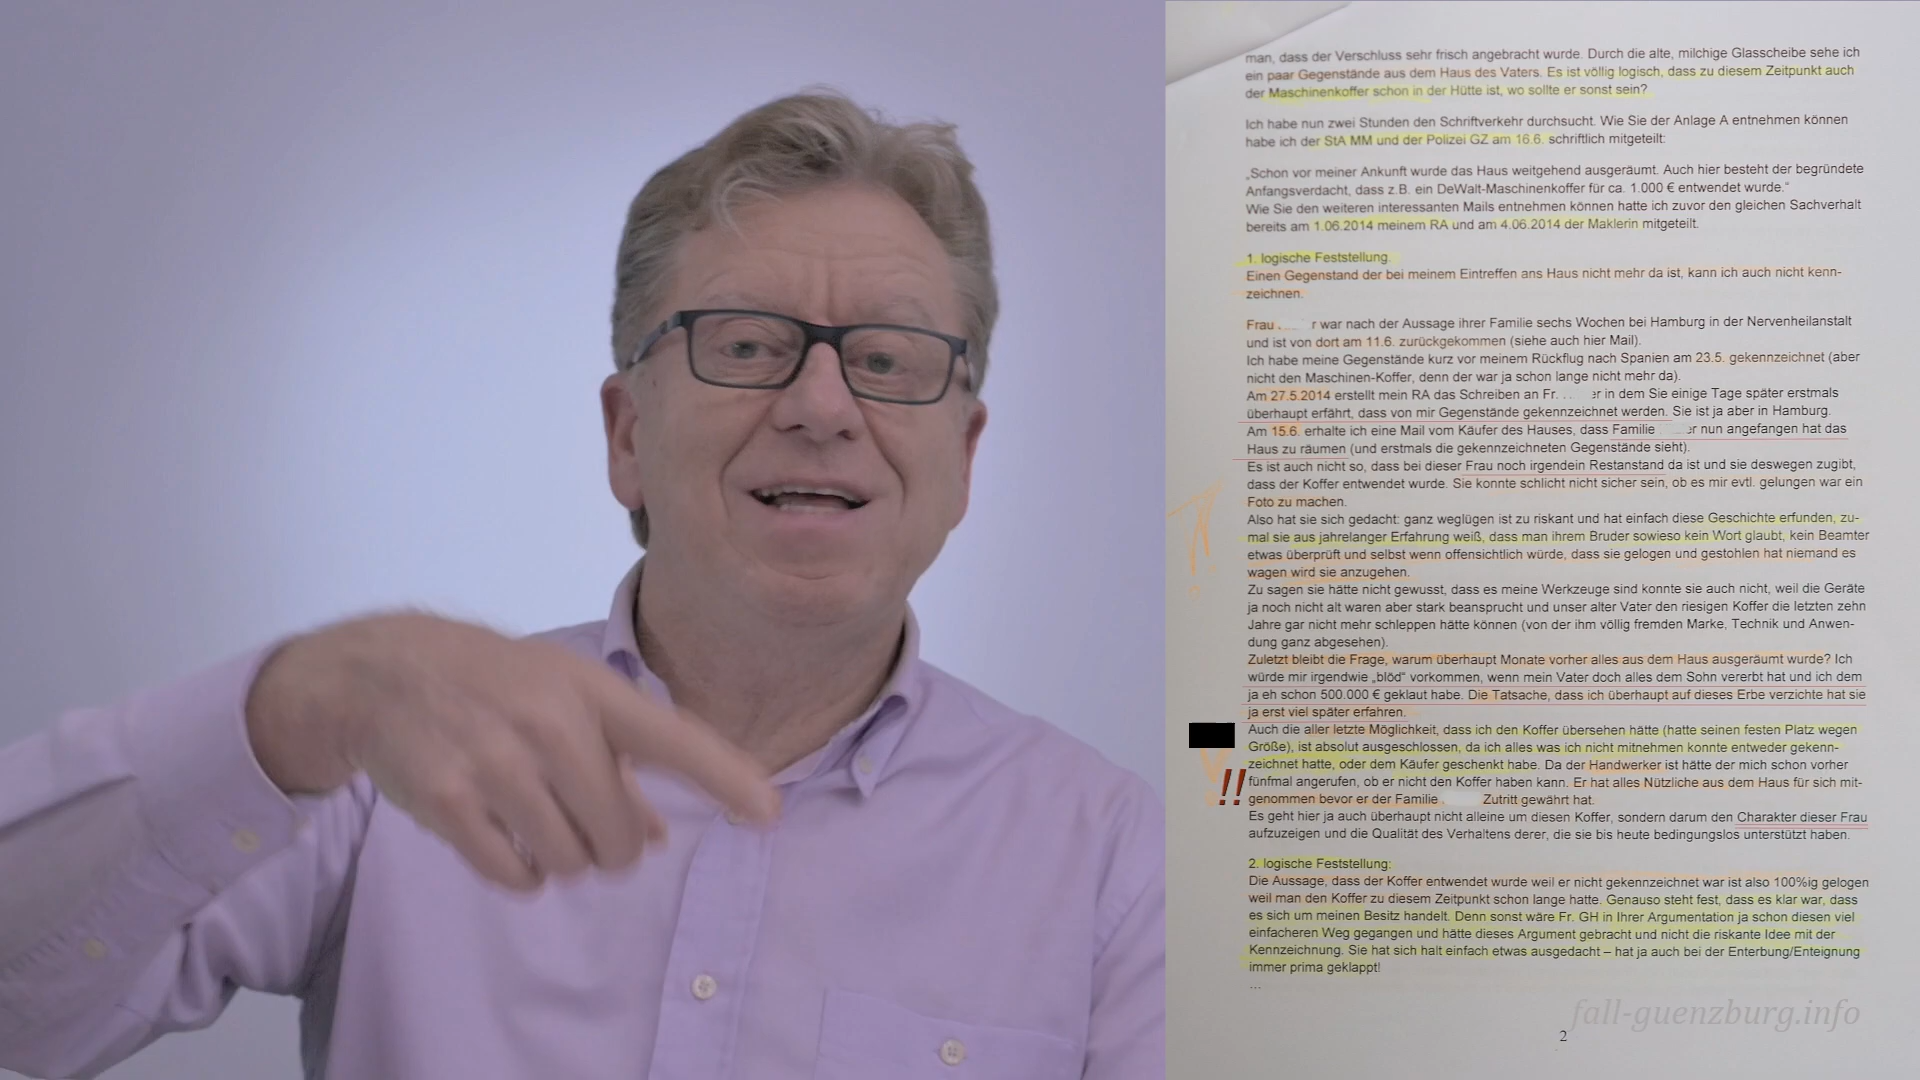 man, dass der Verschluss sehr frisch angebracht wurde. Durch die alte, milchige Glasscheibe sehe ich
ein paar Gegenstände aus dem Haus des Vaters. Es ist völlig logisch, dass zu diesem Zeitpunkt auch
der Maschinenkoffer schon in der Hütte ist, wo sollte er sonst sein?
Ich habe nun zwei Stunden den Schriftverkehr durchsucht. Wie Sie der Anlage A entnehmen können
habe ich der StA MM und der Polizei GZ am 16.6. schriftlich mitgeteilt:
„Schon vor meiner Ankunft wurde das Haus weitgehend ausgeräumt. Auch hier besteht der begründete
Anfangsverdacht, dass z.B. ein DeWalt-Maschinenkoffer für ca. 1.000 € entwendet wurde.“
Wie Sie den weiteren interessanten Mails entnehmen können hatte ich zuvor den gleichen Sachverhalt
bereits am 1.06.2014 meinem RA und am 4.06.2014 der Maklerin mitgeteilt.
1. logische Feststellung.
Einen Gegenstand der bei meinem Eintreffen ans Haus nicht mehr da ist, kann ich auch nicht kenn-
zeichnen.
Frau r war nach der Aussage ihrer Familie sechs Wochen bei Hamburg in der Nervenheilanstalt
und ist von dort am 11.6. zurückgekommen (siehe auch hier Mail).
Ich habe meine Gegenstände kurz vor meinem Rückflug nach Spanien am 23.5. gekennzeichnet (aber
nicht den Maschinen-Koffer, denn der war ja schon lange nicht mehr da).
Am 27.5.2014 erstellt mein RA das Schreiben an Fr. er in dem Sie einige Tage später erstmals
überhaupt erfährt, dass von mir Gegenstände gekennzeichnet werden. Sie ist ja aber in Hamburg.
Am 15.6. erhalte ich eine Mail vom Käufer des Hauses, dass Familie er nun angefangen hat das
Haus zu räumen (und erstmals die gekennzeichneten Gegenstände sieht).
Es ist auch nicht so, dass bei dieser Frau noch irgendein Restanstand da ist und sie deswegen zugibt,
dass der Koffer entwendet wurde. Sie konnte schlicht nicht sicher sein, ob es mir evtl. gelungen war ein
Foto zu machen.
Also hat sie sich gedacht: ganz weglügen ist zu riskant und hat einfach diese Geschichte erfunden, zu-
mal sie aus jahrelanger Erfahrung weiß, dass man ihrem Bruder sowieso kein Wort glaubt, kein Beamter
etwas überprüft und selbst wenn offensichtlich würde, dass sie gelogen und gestohlen hat niemand es
wagen wird sie anzugehen.
Zu sagen sie hätte nicht gewusst, dass es meine Werkzeuge sind konnte sie auch nicht, weil die Geräte
ja noch nicht alt waren aber stark beansprucht und unser alter Vater den riesigen Koffer die letzten zehn
Jahre gar nicht mehr schleppen hätte können (von der ihm völlig fremden Marke, Technik und Anwen-
dung ganz abgesehen).
Zuletzt bleibt die Frage, warum überhaupt Monate vorher alles aus dem Haus ausgeräumt wurde? Ich
würde mir irgendwie „blöd“ vorkommen, wenn mein Vater doch alles dem Sohn vererbt hat und ich dem
ja eh schon 500.000 € geklaut habe. Die Tatsache, dass ich überhaupt auf dieses Erbe verzichte hat sie
ja erst viel später erfahren.
Auch die aller letzte Möglichkeit, dass ich den Koffer übersehen hätte (hatte seinen festen Platz wegen
Größe), ist absolut ausgeschlossen, da ich alles was ich nicht mitnehmen konnte entweder gekenn-
zeichnet hatte, oder dem Käufer geschenkt habe. Da der Handwerker ist hätte der mich schon vorher
!! fünfmal angerufen, ob er nicht den Koffer haben kann. Er hat alles Nützliche aus dem Haus für sich mit-
genommen bevor er der Familie Zutritt gewährt hat.
Es geht hier ja auch überhaupt nicht alleine um diesen Koffer, sondern darum den Charakter dieser Frau
aufzuzeigen und die Qualität des Verhaltens derer, die sie bis heute bedingungslos unterstützt haben.
2. logische Feststellung:
Die Aussage, dass der Koffer entwendet wurde weil er nicht gekennzeichnet war ist also 100%ig gelogen
weil man den Koffer zu diesem Zeitpunkt schon lange hatte. Genauso steht fest, dass es klar war, dass
es sich um meinen Besitz handelt. Denn sonst wäre Fr. GH in Ihrer Argumentation ja schon diesen viel
einfacheren Weg gegangen und hätte dieses Argument gebracht und nicht die riskante Idee mit der
Kennzeichnung. Sie hat sich halt einfach etwas ausgedacht – hat ja auch bei der Enterbung/Enteignung
immer prima geklappt!
...
fall-guenzburg.info
2